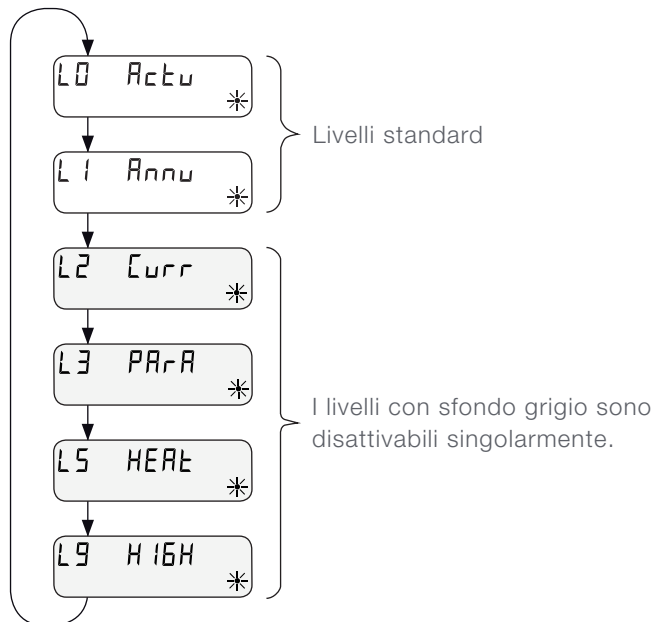 L0 Actu
Livelli standard
L1 Annu
L2 Curr
L3 PArA
I livelli con sfondo grigio sono
disattivabili singolarmente.
L5 HEAt
L9 HIGH